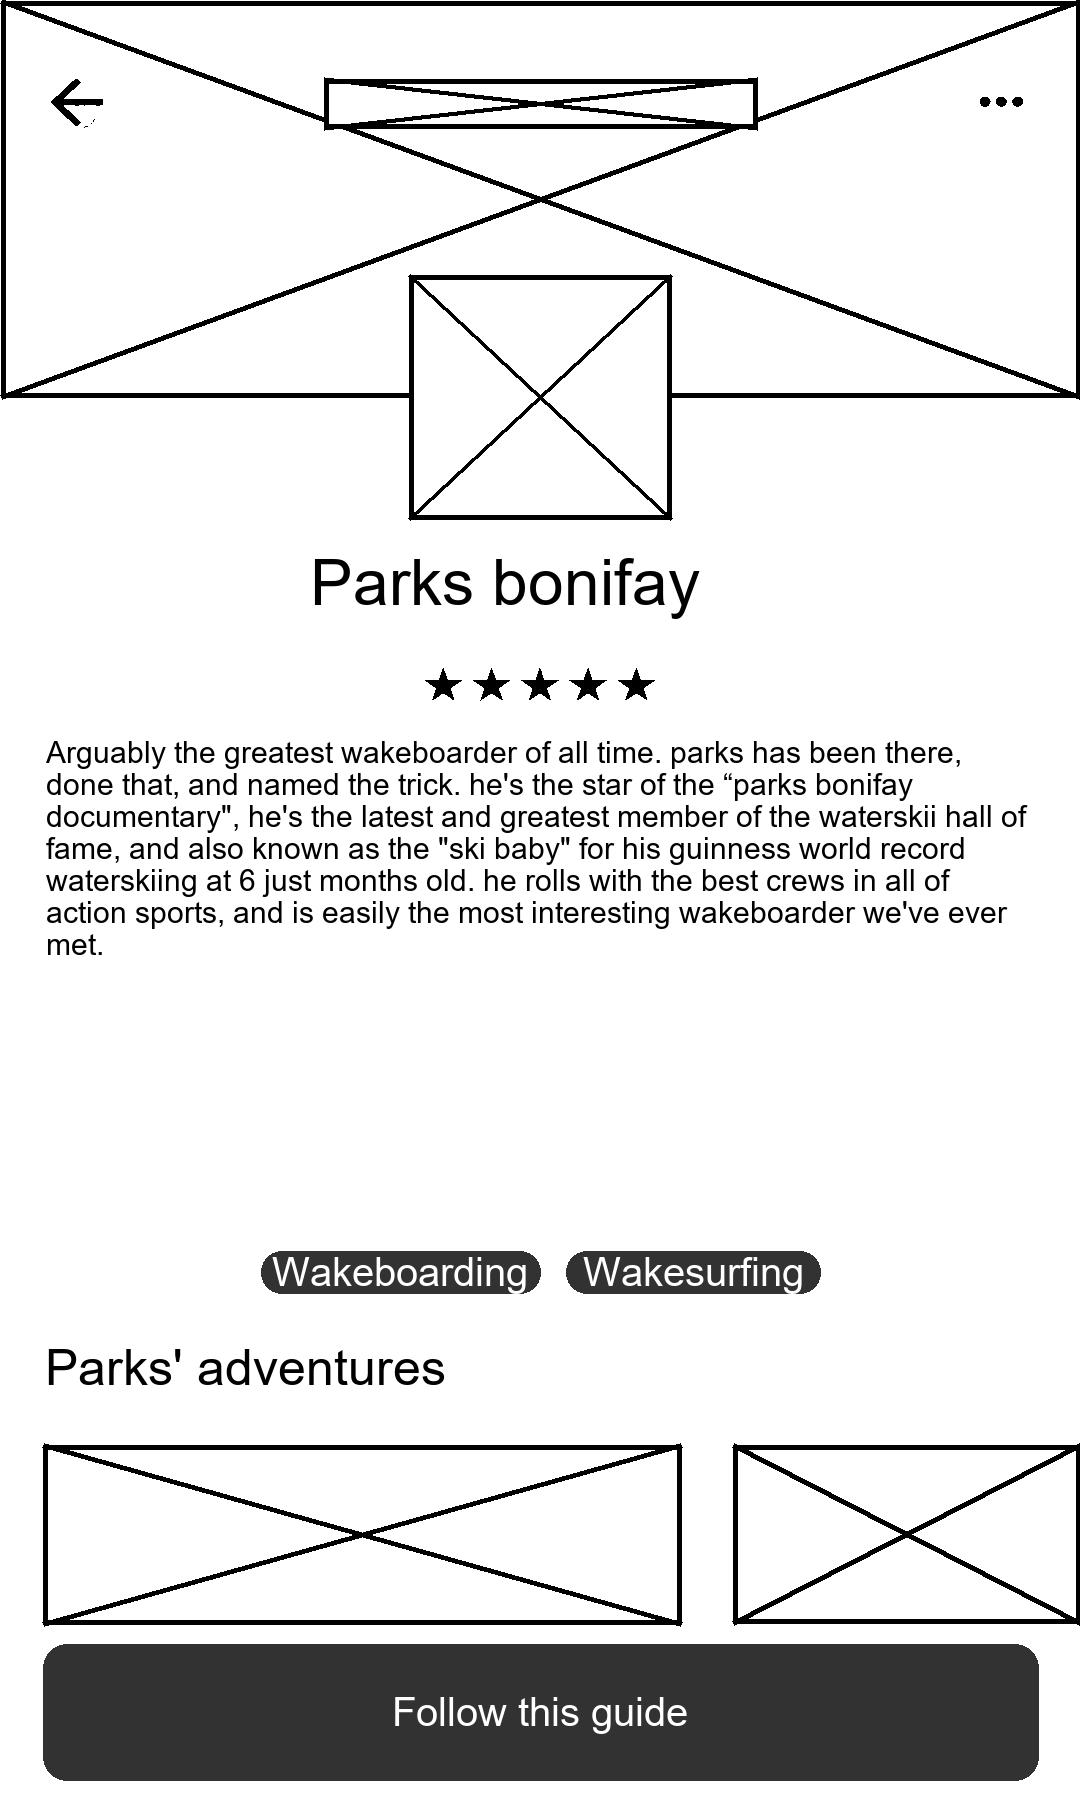 Parks bonifay
Arguably the greatest wakeboarder of all time. parks has been there,
done that, and named the trick. he's the star of the “parks bonifay
documentary", he's the latest and greatest member of the waterskii hall of
fame, and also known as the "ski baby" for his guinness world record
waterskiing at 6 just months old. he rolls with the best crews in all of
action sports, and is easily the most interesting wakeboarder we've ever
met.
Wakeboarding Wakesurfing
Parks' adventures
Follow this guide